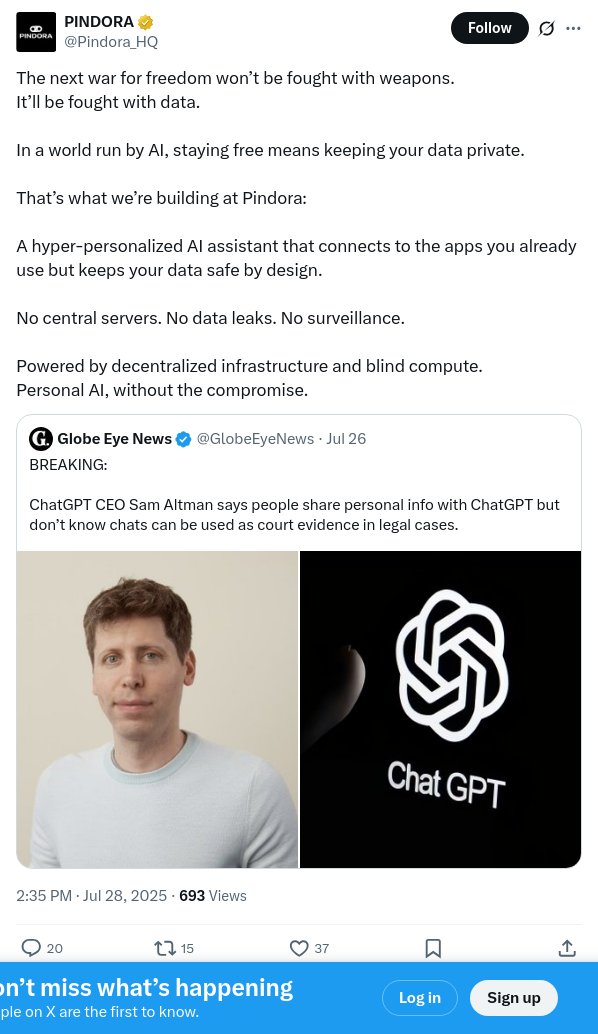 PINDORA
PINDORA
@Pindora_HQ
Follow
The next war for freedom won’t be fought with weapons.
It’ll be fought with data.
In a world run by AI, staying free means keeping your data private.
That’s what we’re building at Pindora:
A hyper-personalized AI assistant that connects to the apps you already
use but keeps your data safe by design.
No central servers. No data leaks. No surveillance.
Powered by decentralized infrastructure and blind compute.
Personal AI, without the compromise.
G.
Globe Eye News @GlobeEyeNews · Jul 26
BREAKING:
ChatGPT CEO Sam Altman says people share personal info with ChatGPT but
don’t know chats can be used as court evidence in legal cases.
Chat GPT
2:35 PM · Jul 28, 2025 · 693 Views
20 15 37
on’t miss what’s happening
ple on X are the first to know.
Log in
Sign up